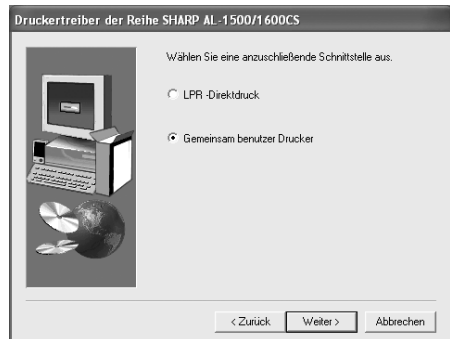 Druckertreiber der Reihe SHARP AL-1500/1600CS
Wählen Sie eine anzuschließende Schnittstelle aus.
LPR -Direktdruck
Gemeinsam benutzer Drucker
< Zurück
Weiter >
Abbrechen